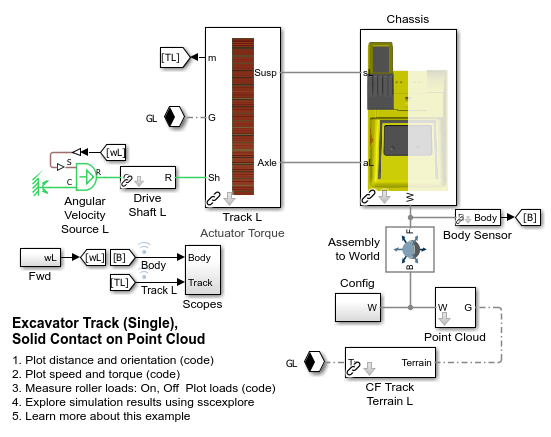 Chassis
[TL]
m
Susp
sL
GL
G
[wL]
S
R
C
Axle
aL
R
Sh
W
Angular
Velocity
Source L
Drive
Shaft L
Track L
Actuator Torque
B
Body
[B]
Body Sensor
F
Assembly
to World
B
wL
[wL]
[B]
Body
Body
[TL]
Track L
Track
Fwd
Scopes
Config
W
W
G
Point Cloud
GL
T
Terrain
CF Track
Terrain L
Excavator Track (Single),
Solid Contact on Point Cloud
1. Plot distance and orientation (code)
2. Plot speed and torque (code)
3. Measure roller loads: On, Off Plot loads (code)
4. Explore simulation results using sscexplore
5. Learn more about this example